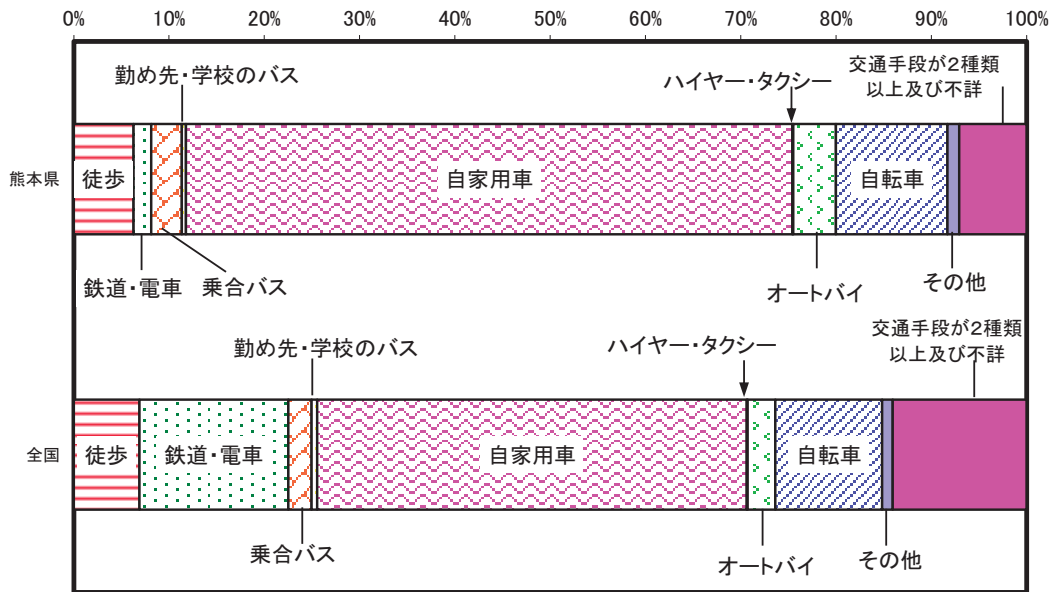 0% 10% 20% 30% 40% 50% 60% 70% 80% 90% 100%
勤め先・学校のバス
ハイヤー・タクシー
交通手段が2種類
以上及び不詳
熊本県
徒歩
自家用車
自転車
鉄道・電車
乗合バス
オートバイ
その他
勤め先・学校のバス
ハイヤー・タクシー
交通手段が2種類
以上及び不詳
全国
徒歩
鉄道・電車
自家用車
自転車
乗合バス
オートバイ
その他